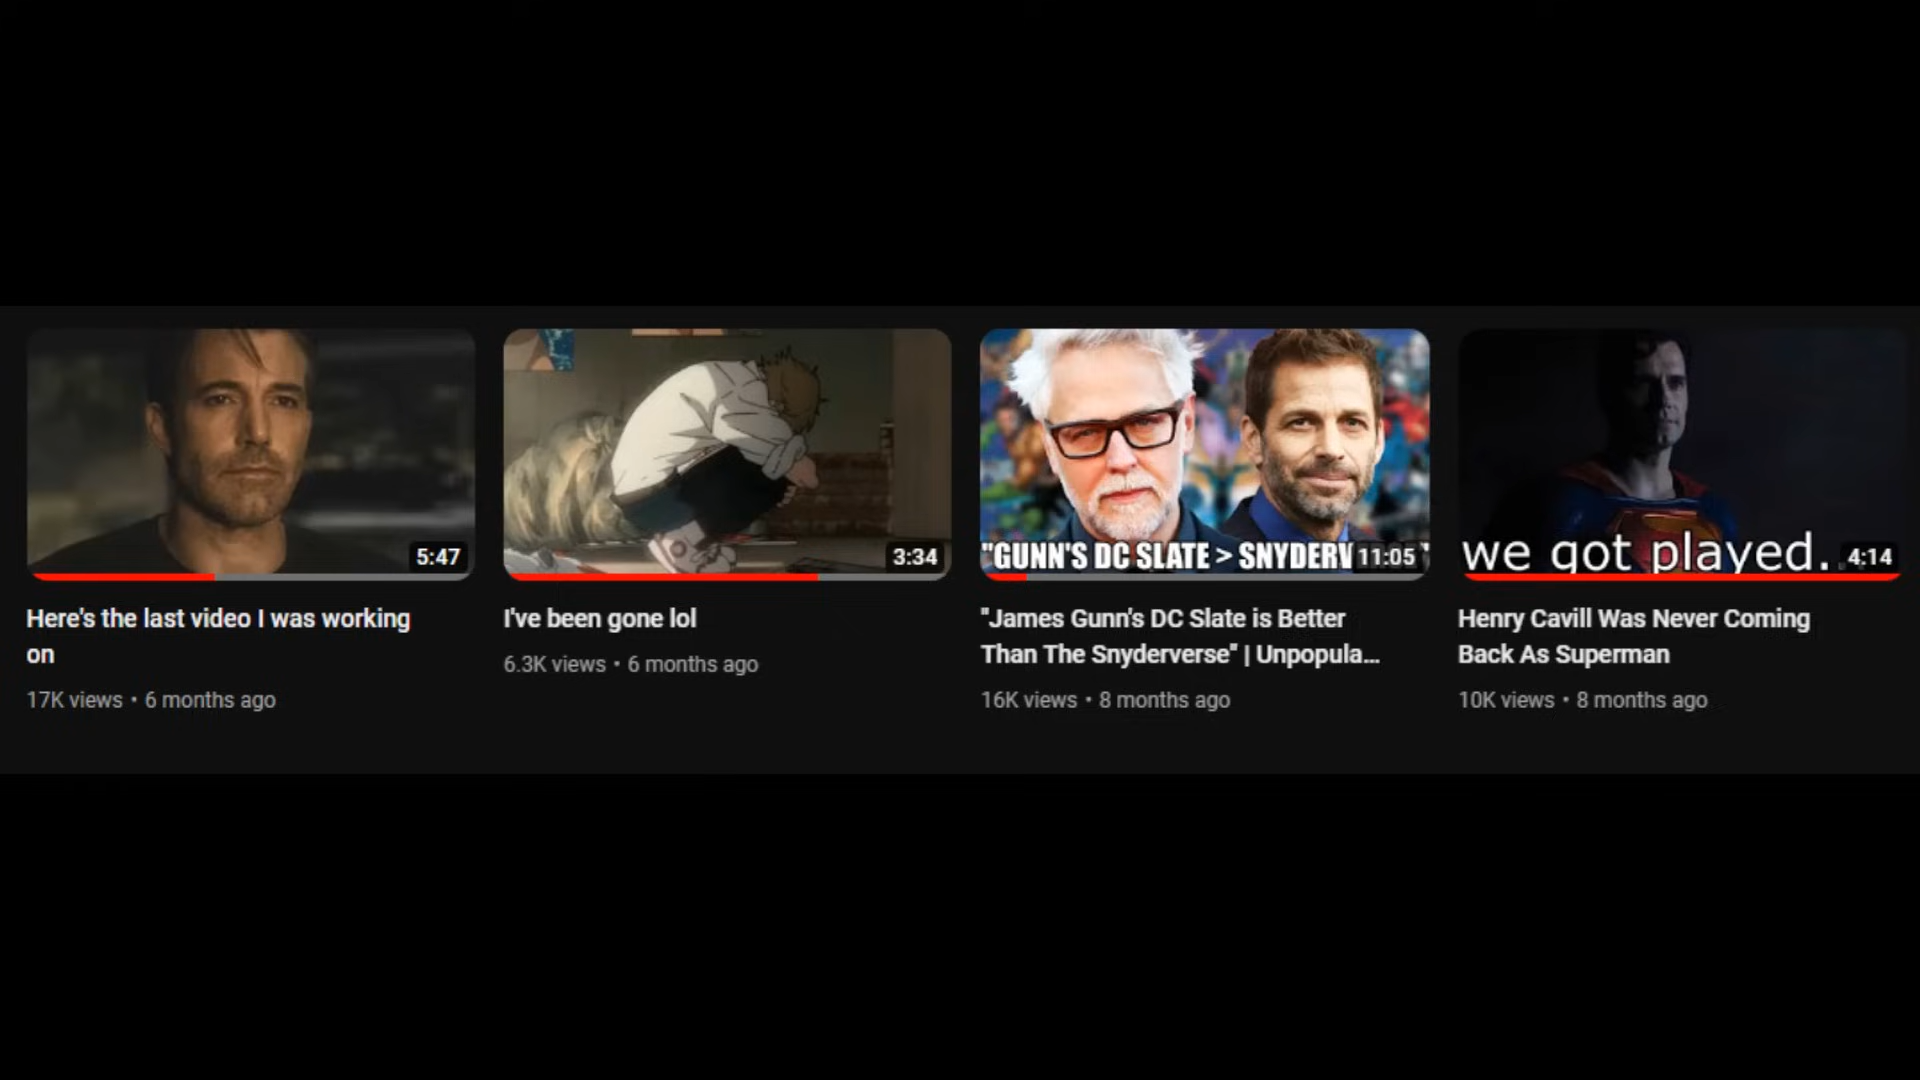 5:47
Here's the last video I was working
on
17K views • 6 months ago
3:34
I've been gone lol
6.3K views • 6 months ago
"GUNN'S DC SLATE > SNYDERV
11:05
"James Gunn's DC Slate is Better
Than The Snyderverse" | Unpopula...
16K views • 8 months ago
we got played.
4:14
Henry Cavill Was Never Coming
Back As Superman
10K views • 8 months ago